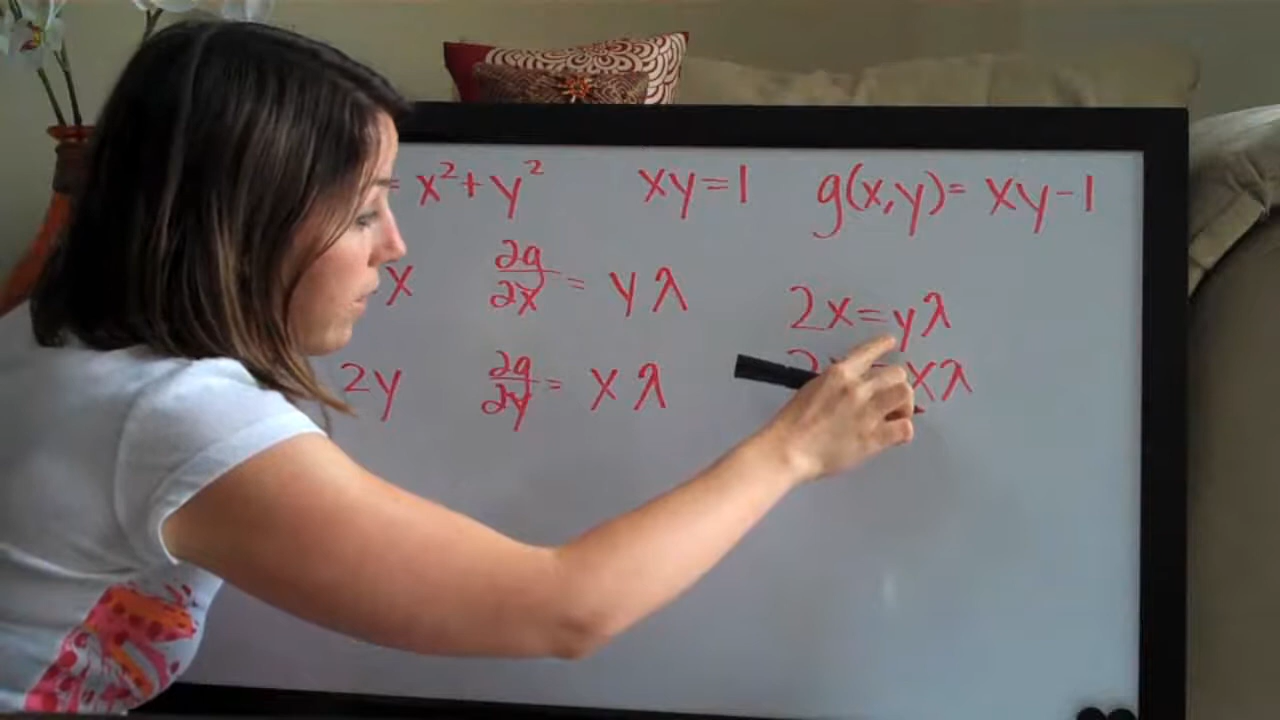 = x²+y² xy=1 g(x,y)= xy-1
x ∂g/∂x = yλ
2x=yλ
2y ∂g/∂y = xλ
xλ